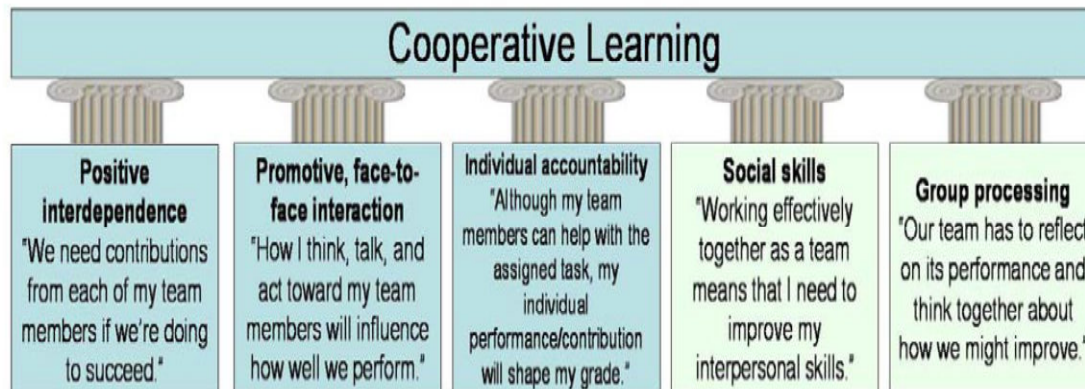 Cooperative Learning
Positive
interdependence
"We need contributions
from each of my team
members if we're doing
to succeed."
Promotive, face-to-
face interaction
"How I think, talk, and
act toward my team
members will influence
how well we perform."
Individual accountability
"Although my team
members can help with the
assigned task, my
individual
performance/contribution
will shape my grade."
Social skills
"Working effectively
together as a team
means that I need to
improve my
interpersonal skills."
Group processing
"Our team has to reflect
on its performance and
think together about
how we might improve."